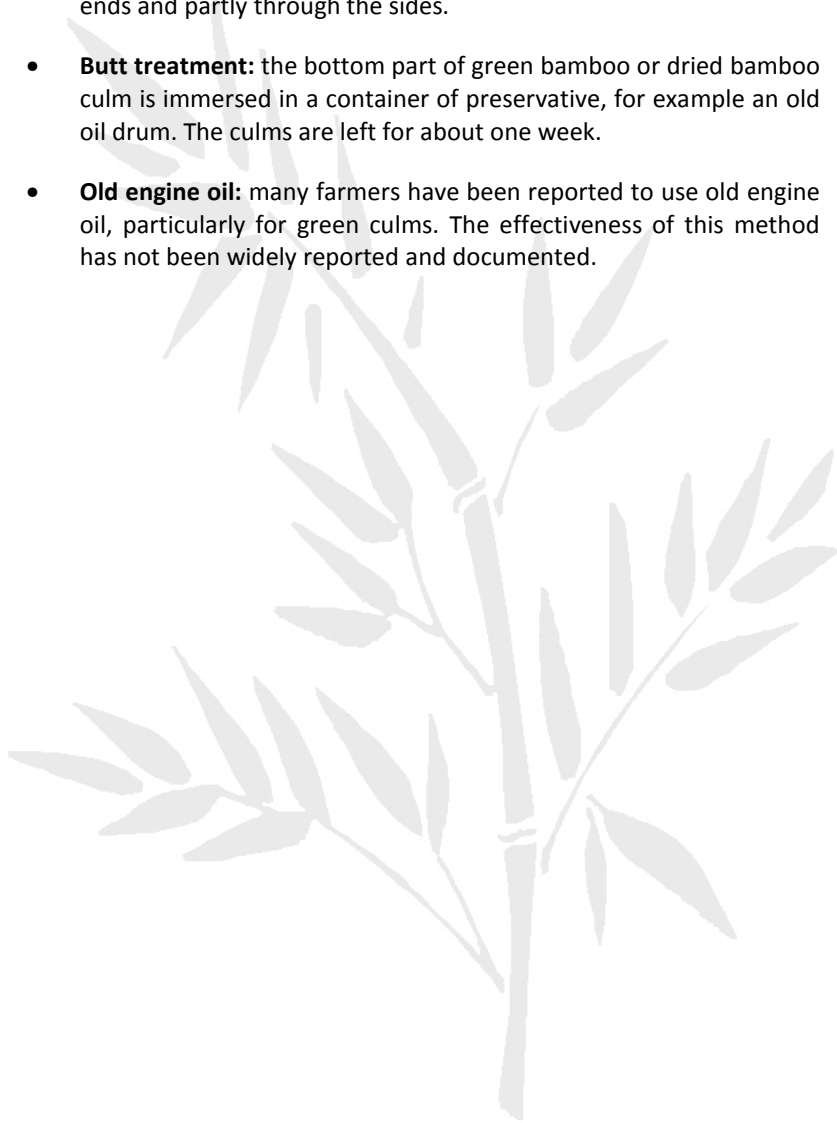 ends and partly through the sides.
• Butt treatment: the bottom part of green bamboo or dried bamboo
culm is immersed in a container of preservative, for example an old
oil drum. The culms are left for about one week.
• Old engine oil: many farmers have been reported to use old engine
oil, particularly for green culms. The effectiveness of this method
has not been widely reported and documented.